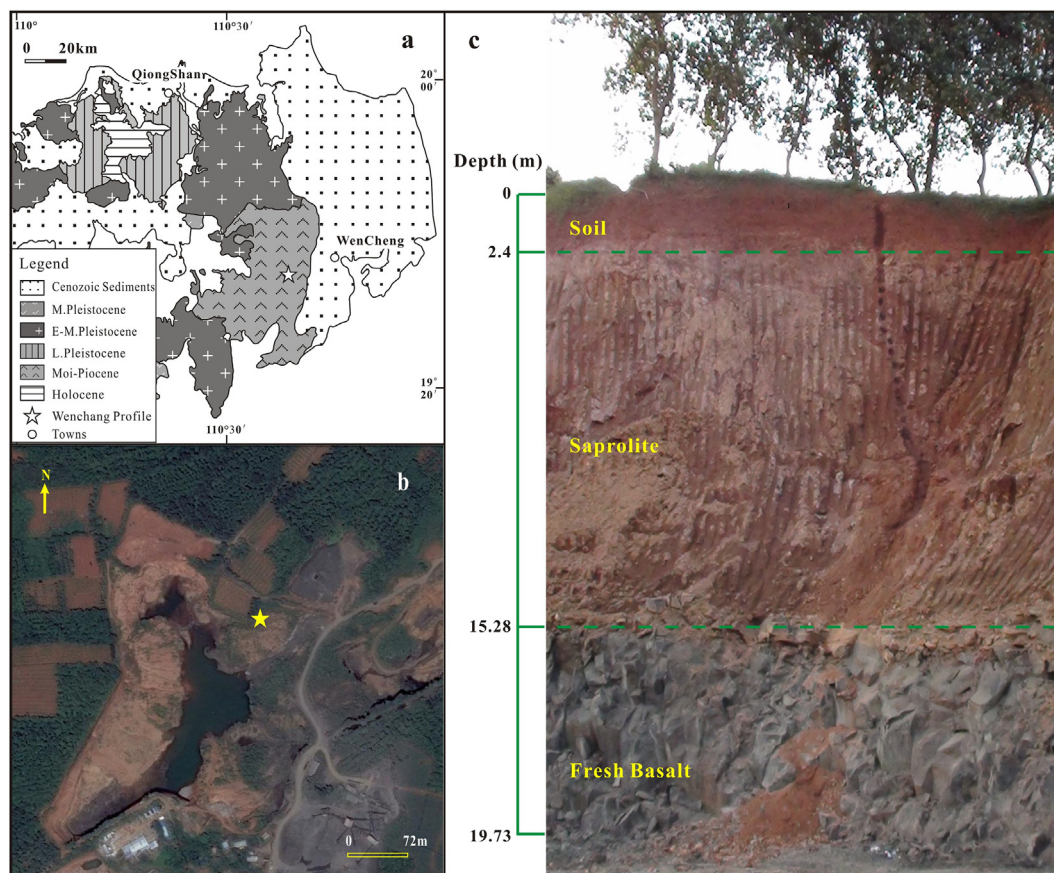 110°
110°30′
0 20km
a
QiongShan
20°
00′
WenCheng
Legend
Cenozoic Sediments
M.Pleistocene
E-M.Pleistocene
L.Pleistocene
Moi-Piocene
Holocene
Wenchang Profile
Towns
19°
20′
110°30′
N
b
0 72m
c
Depth (m)
0
Soil
2.4
Saprolite
15.28
Fresh Basalt
19.73